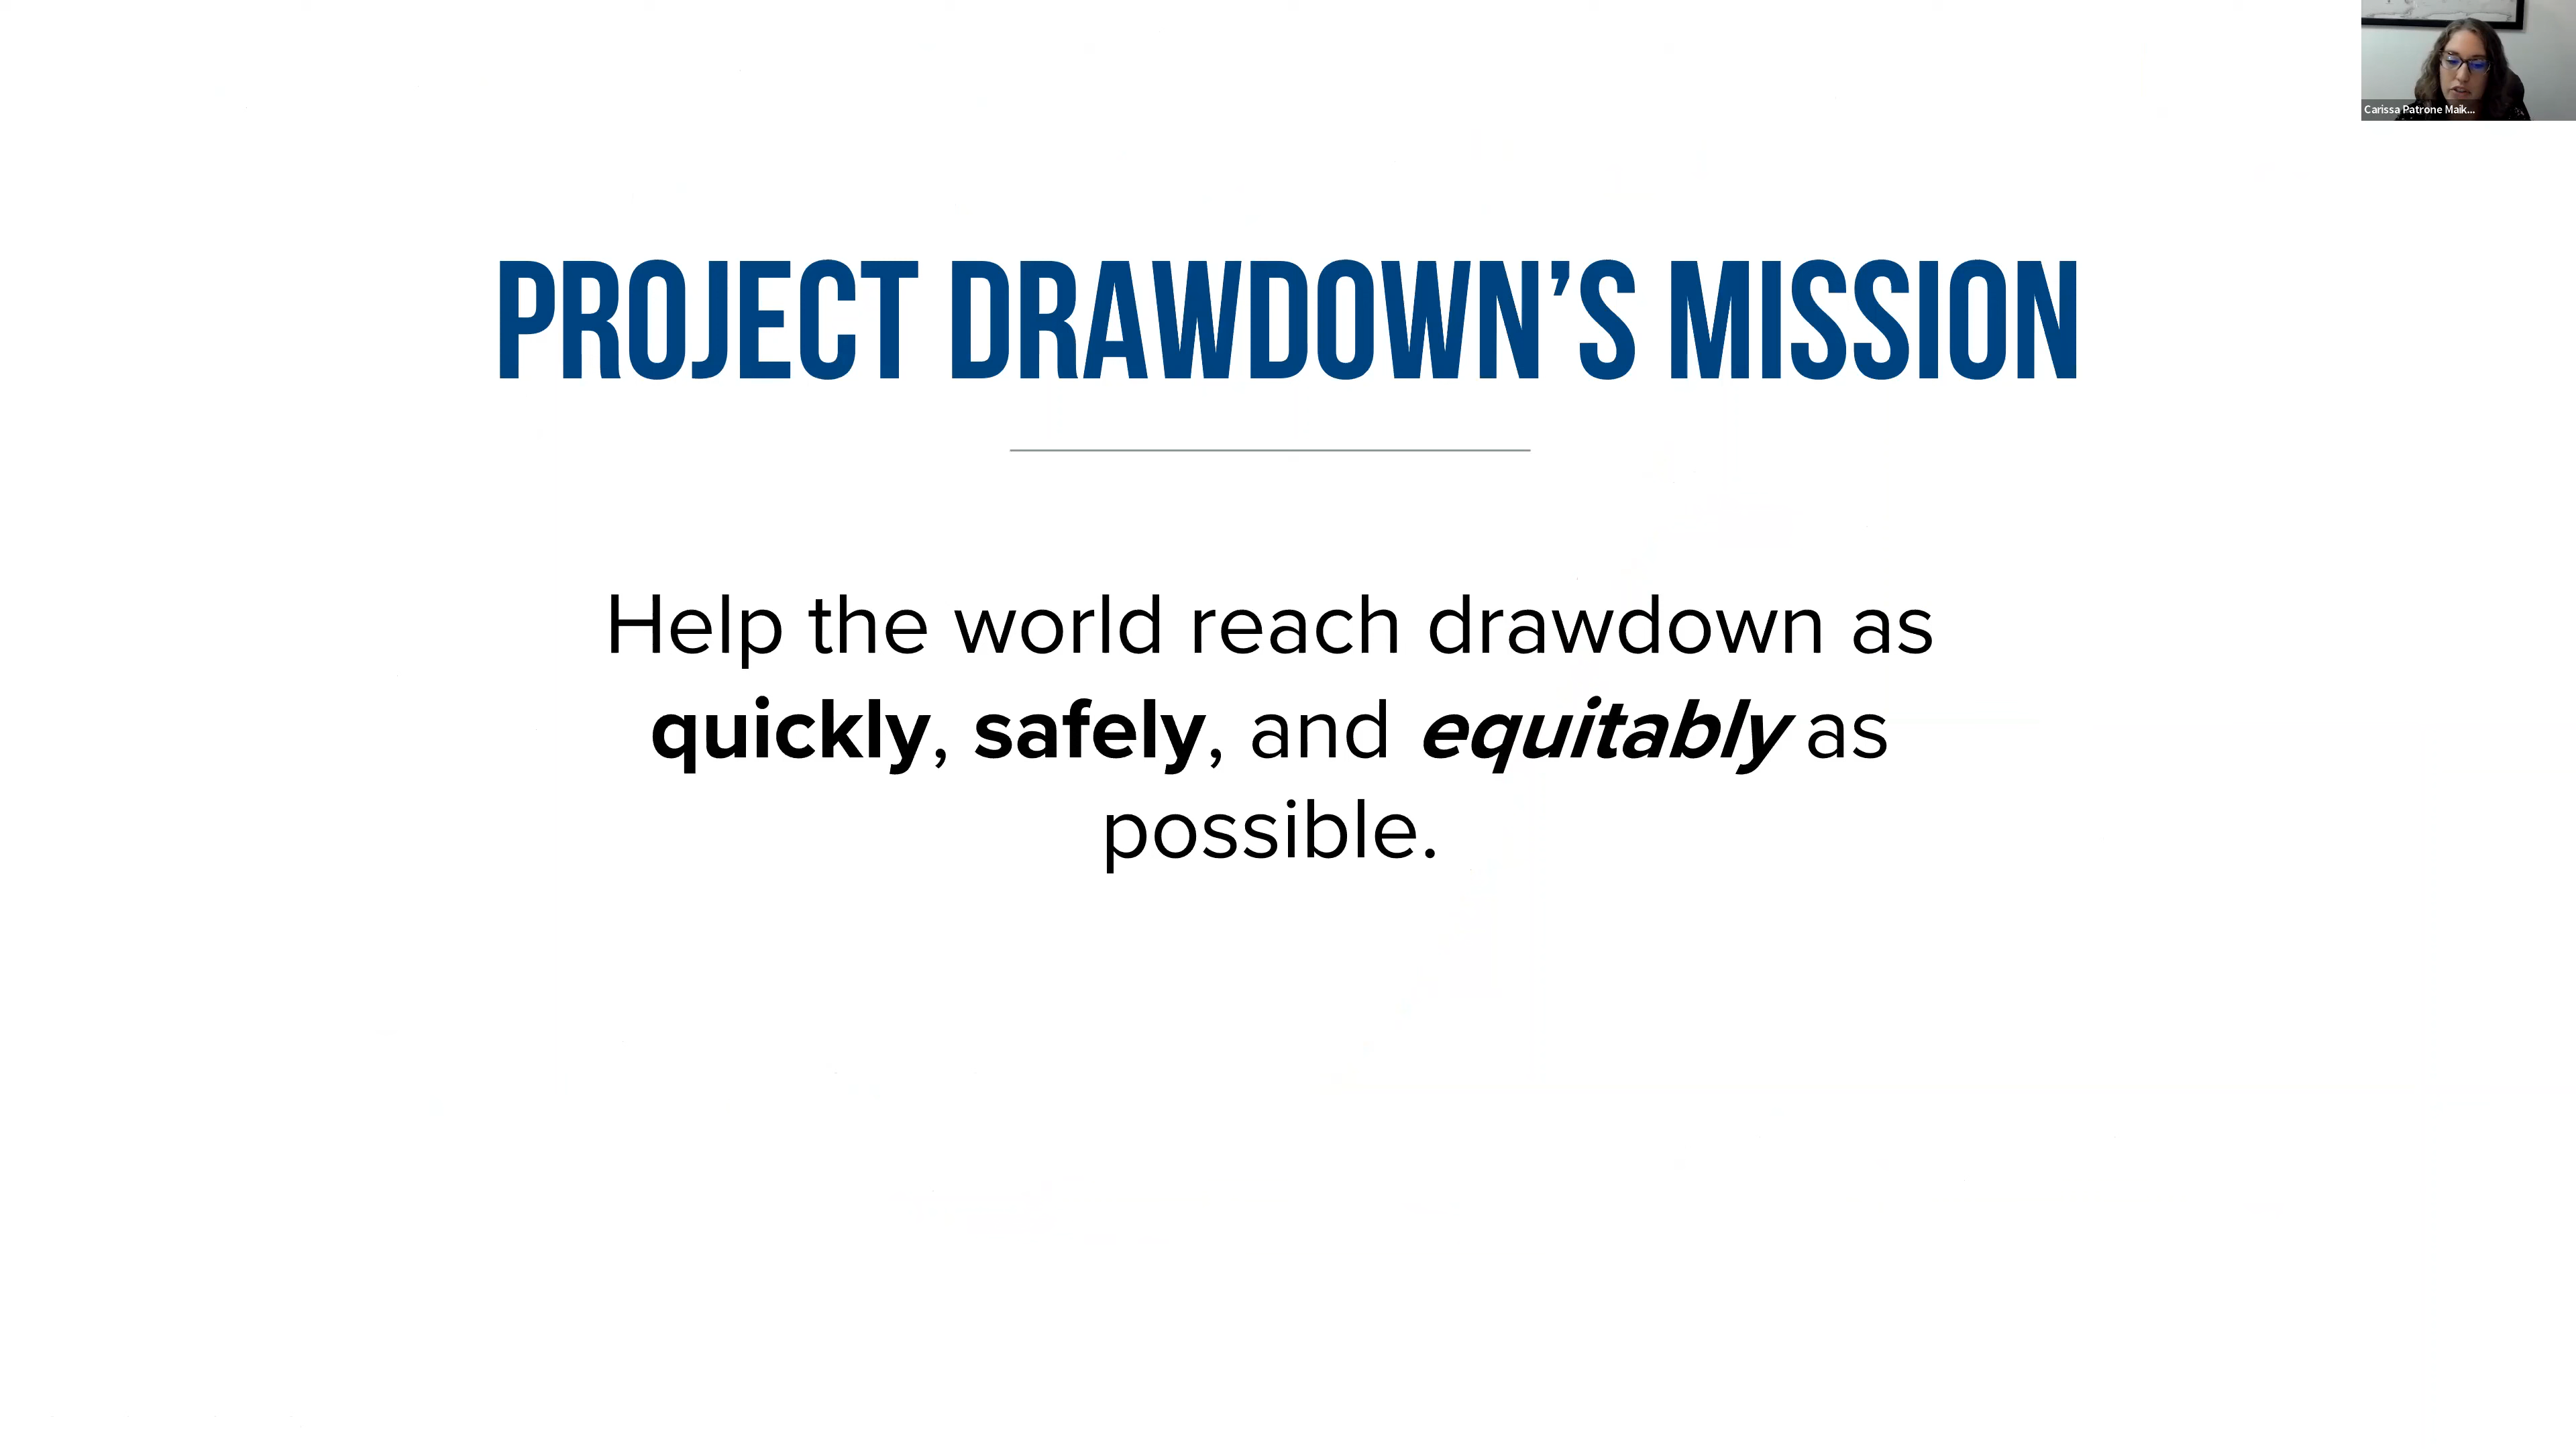 Carissa Patrone Maik...
PROJECT DRAWDOWN’S MISSION
Help the world reach drawdown as
quickly, safely, and equitably as
possible.